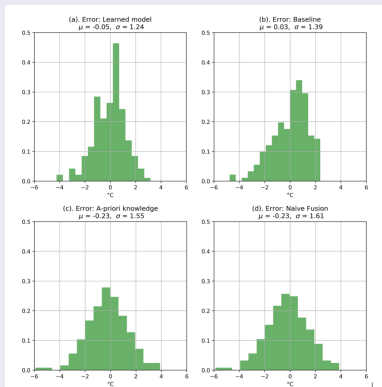 (a). Error: Learned model
μ = -0.05, σ = 1.24
0.5
0.4
0.3
0.2
0.1
0.0
−6 −4 −2 0 2 4 6
°C
(b). Error: Baseline
μ = 0.03, σ = 1.39
0.5
0.4
0.3
0.2
0.1
0.0
−6 −4 −2 0 2 4 6
°C
(c). Error: A-priori knowledge
μ = -0.23, σ = 1.55
0.5
0.4
0.3
0.2
0.1
0.0
−6 −4 −2 0 2 4 6
°C
(d). Error: Naive Fusion
μ = -0.23, σ = 1.61
0.5
0.4
0.3
0.2
0.1
0.0
−6 −4 −2 0 2 4 6
°C